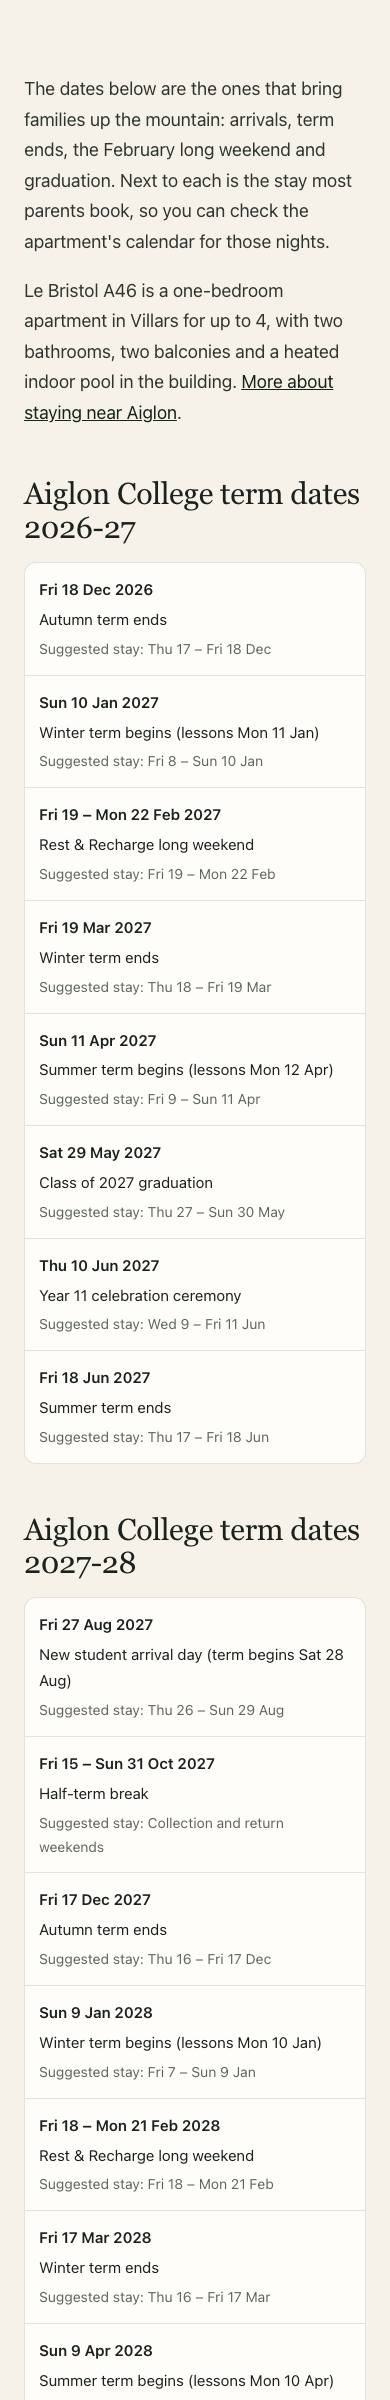 The dates below are the ones that bring
families up the mountain: arrivals, term
ends, the February long weekend and
graduation. Next to each is the stay most
parents book, so you can check the
apartment's calendar for those nights.
Le Bristol A46 is a one-bedroom
apartment in Villars for up to 4, with two
bathrooms, two balconies and a heated
indoor pool in the building. More about
staying near Aiglon.
Aiglon College term dates
2026-27
Fri 18 Dec 2026
Autumn term ends
Suggested stay: Thu 17 – Fri 18 Dec
Sun 10 Jan 2027
Winter term begins (lessons Mon 11 Jan)
Suggested stay: Fri 8 – Sun 10 Jan
Fri 19 – Mon 22 Feb 2027
Rest & Recharge long weekend
Suggested stay: Fri 19 – Mon 22 Feb
Fri 19 Mar 2027
Winter term ends
Suggested stay: Thu 18 – Fri 19 Mar
Sun 11 Apr 2027
Summer term begins (lessons Mon 12 Apr)
Suggested stay: Fri 9 – Sun 11 Apr
Sat 29 May 2027
Class of 2027 graduation
Suggested stay: Thu 27 – Sun 30 May
Thu 10 Jun 2027
Year 11 celebration ceremony
Suggested stay: Wed 9 – Fri 11 Jun
Fri 18 Jun 2027
Summer term ends
Suggested stay: Thu 17 – Fri 18 Jun
Aiglon College term dates
2027-28
Fri 27 Aug 2027
New student arrival day (term begins Sat 28
Aug)
Suggested stay: Thu 26 – Sun 29 Aug
Fri 15 – Sun 31 Oct 2027
Half-term break
Suggested stay: Collection and return
weekends
Fri 17 Dec 2027
Autumn term ends
Suggested stay: Thu 16 – Fri 17 Dec
Sun 9 Jan 2028
Winter term begins (lessons Mon 10 Jan)
Suggested stay: Fri 7 – Sun 9 Jan
Fri 18 – Mon 21 Feb 2028
Rest & Recharge long weekend
Suggested stay: Fri 18 – Mon 21 Feb
Fri 17 Mar 2028
Winter term ends
Suggested stay: Thu 16 – Fri 17 Mar
Sun 9 Apr 2028
Summer term begins (lessons Mon 10 Apr)